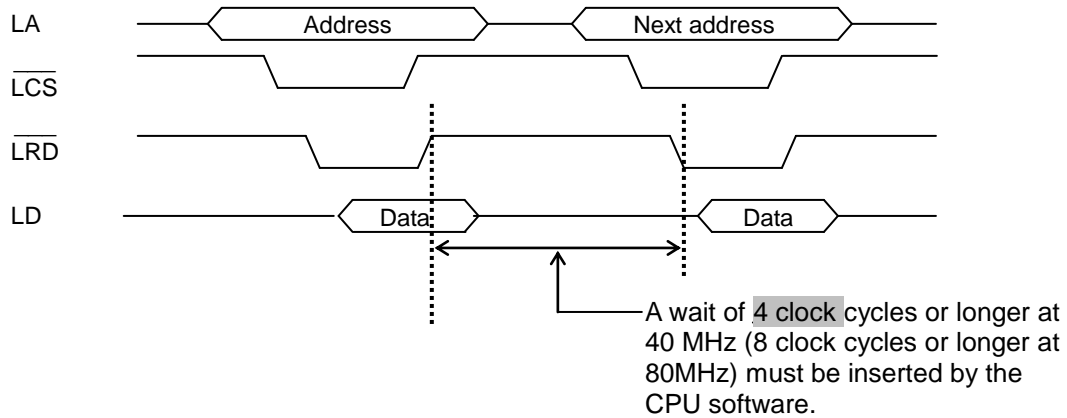 LA
Address
Next address
LCS
LRD
LD
Data
Data
A wait of 4 clock cycles or longer at
40 MHz (8 clock cycles or longer at
80MHz) must be inserted by the
CPU software.